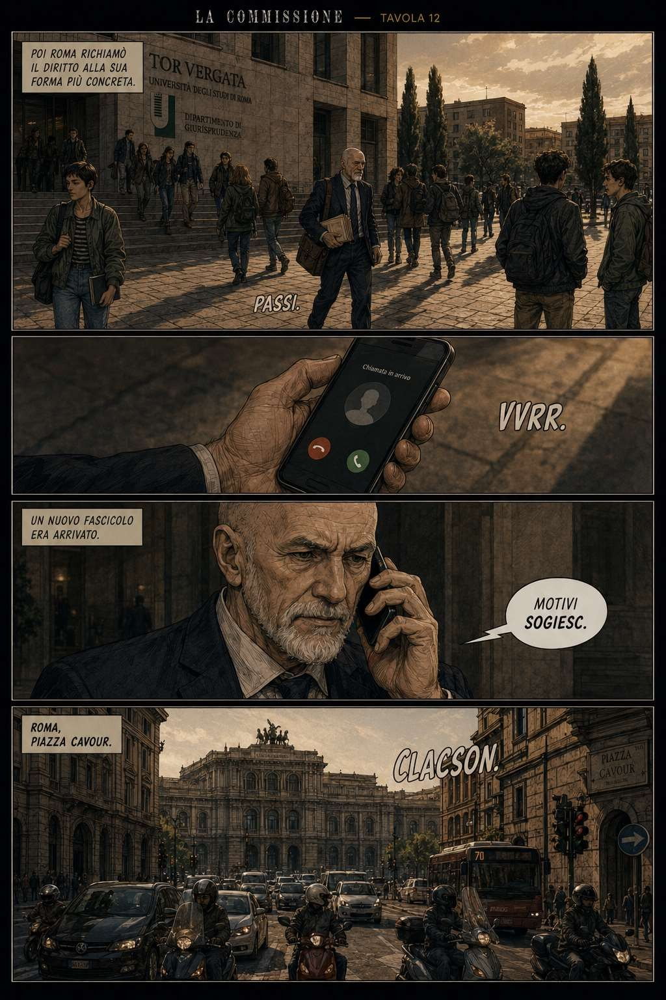 LA COMMISSIONE — TAVOLA 12
POI ROMA RICHIAMÒ
IL DIRITTO ALLA SUA
FORMA PIÙ CONCRETA.
TOR VERGATA
UNIVERSITÀ DEGLI STUDI DI ROMA
DIPARTIMENTO DI
GIURISPRUDENZA
PASSI.
Chiamata in arrivo
VVRR.
UN NUOVO FASCICOLO
ERA ARRIVATO.
MOTIVI
SOGIESC.
ROMA,
PIAZZA CAVOUR.
CLACSON.
PIAZZA
CAVOUR
70